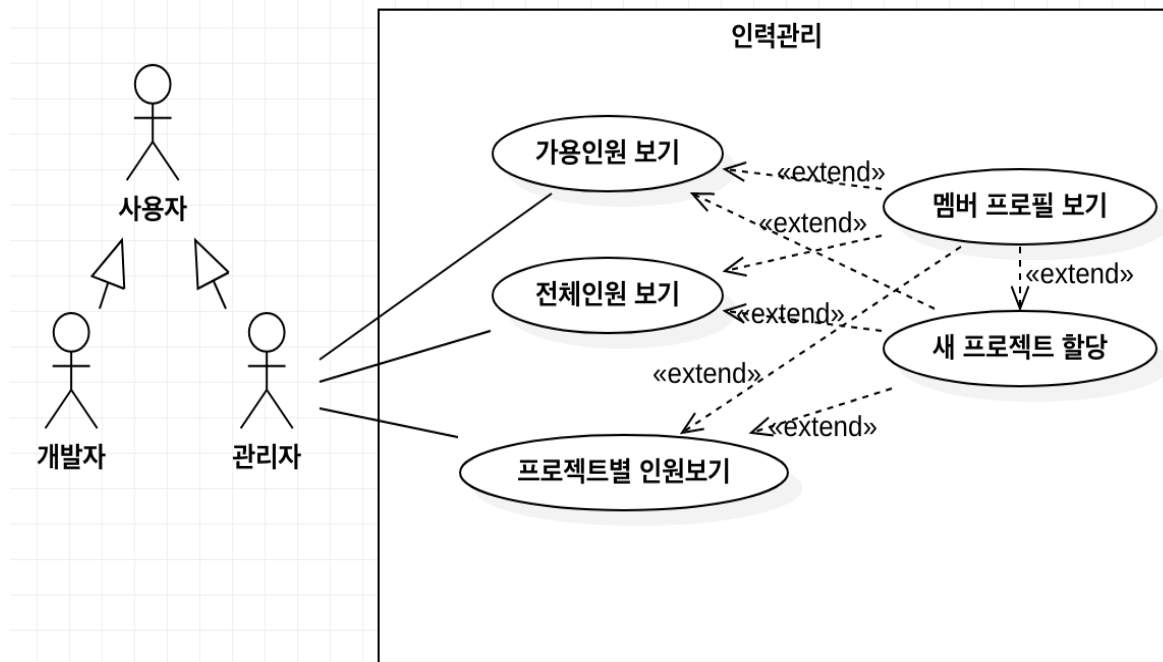 인력관리
가용인원 보기
«extend»
멤버 프로필 보기
사용자
«extend»
전체인원 보기
«extend»
«extend»
새 프로젝트 할당
«extend»
«extend»
개발자
관리자
프로젝트별 인원보기